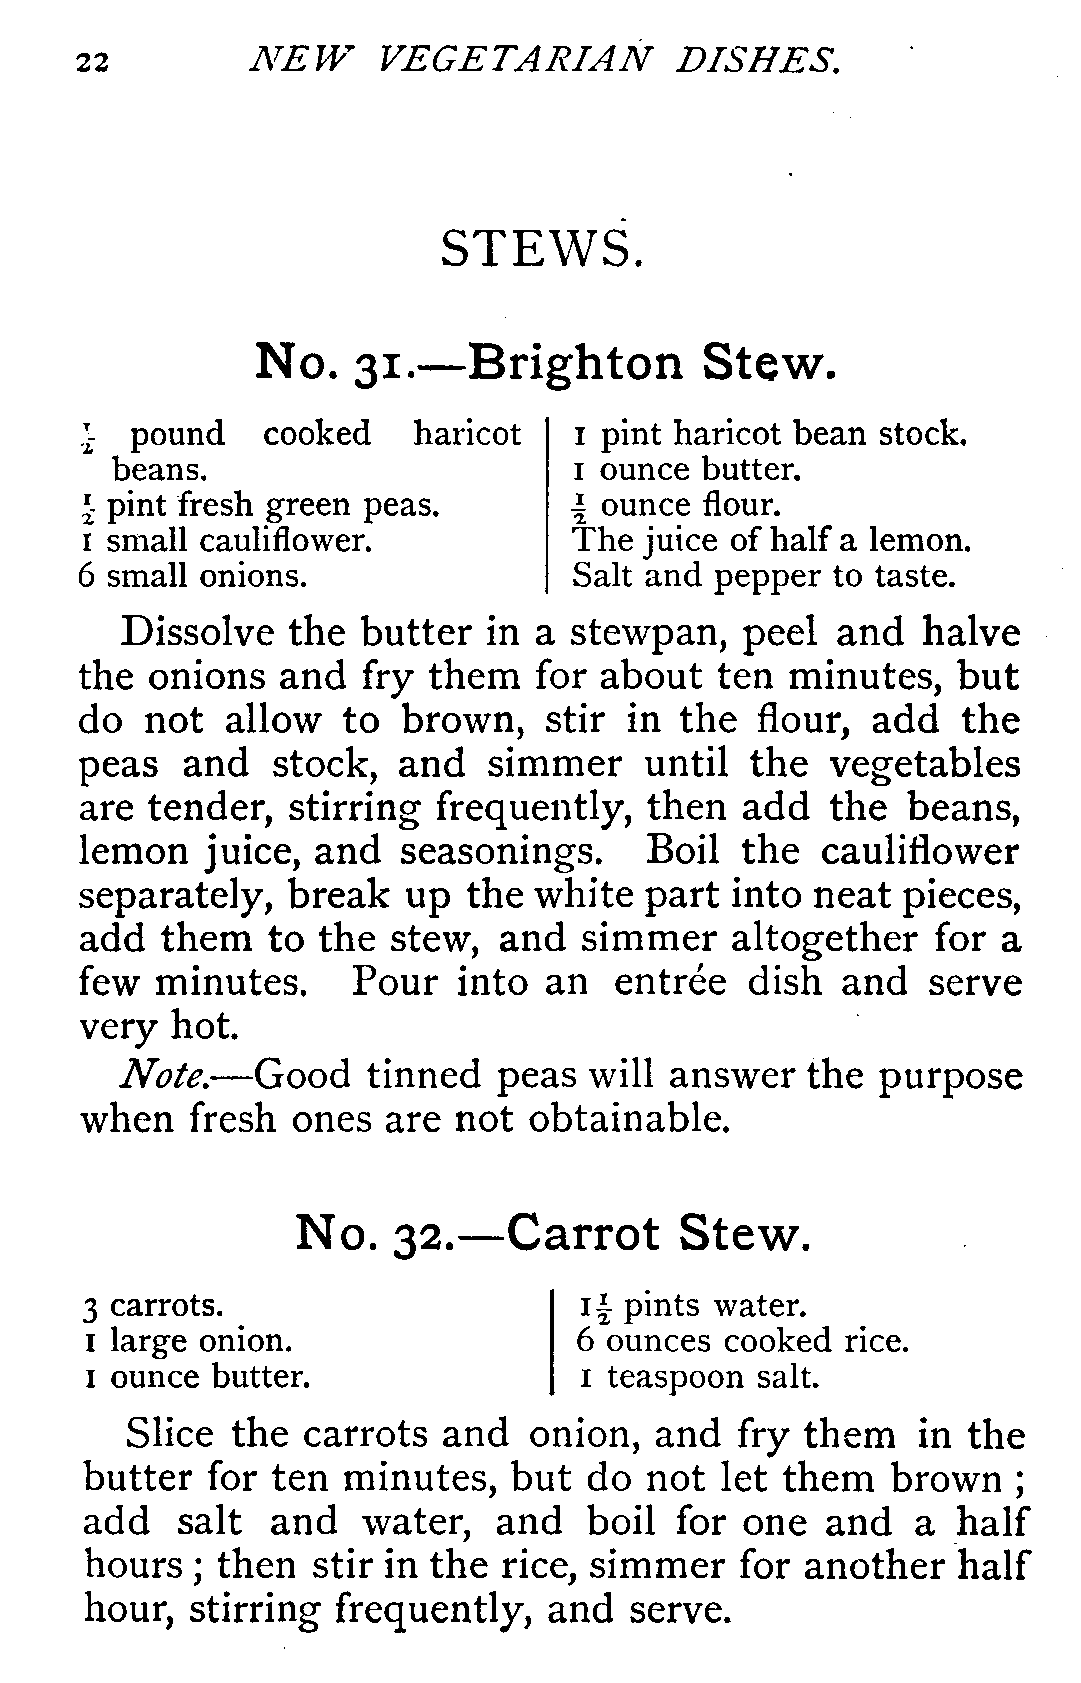 22 NEW VEGETARIAN DISHES.
STEWS.
No. 31.—Brighton Stew.
½ pound cooked haricot
beans.
½ pint fresh green peas.
1 small cauliflower.
6 small onions.
1 pint haricot bean stock.
1 ounce butter.
½ ounce flour.
The juice of half a lemon.
Salt and pepper to taste.
Dissolve the butter in a stewpan, peel and halve
the onions and fry them for about ten minutes, but
do not allow to brown, stir in the flour, add the
peas and stock, and simmer until the vegetables
are tender, stirring frequently, then add the beans,
lemon juice, and seasonings. Boil the cauliflower
separately, break up the white part into neat pieces,
add them to the stew, and simmer altogether for a
few minutes. Pour into an entrée dish and serve
very hot.
Note.—Good tinned peas will answer the purpose
when fresh ones are not obtainable.
No. 32.—Carrot Stew.
3 carrots.
1 large onion.
1 ounce butter.
1½ pints water.
6 ounces cooked rice.
1 teaspoon salt.
Slice the carrots and onion, and fry them in the
butter for ten minutes, but do not let them brown ;
add salt and water, and boil for one and a half
hours ; then stir in the rice, simmer for another half
hour, stirring frequently, and serve.